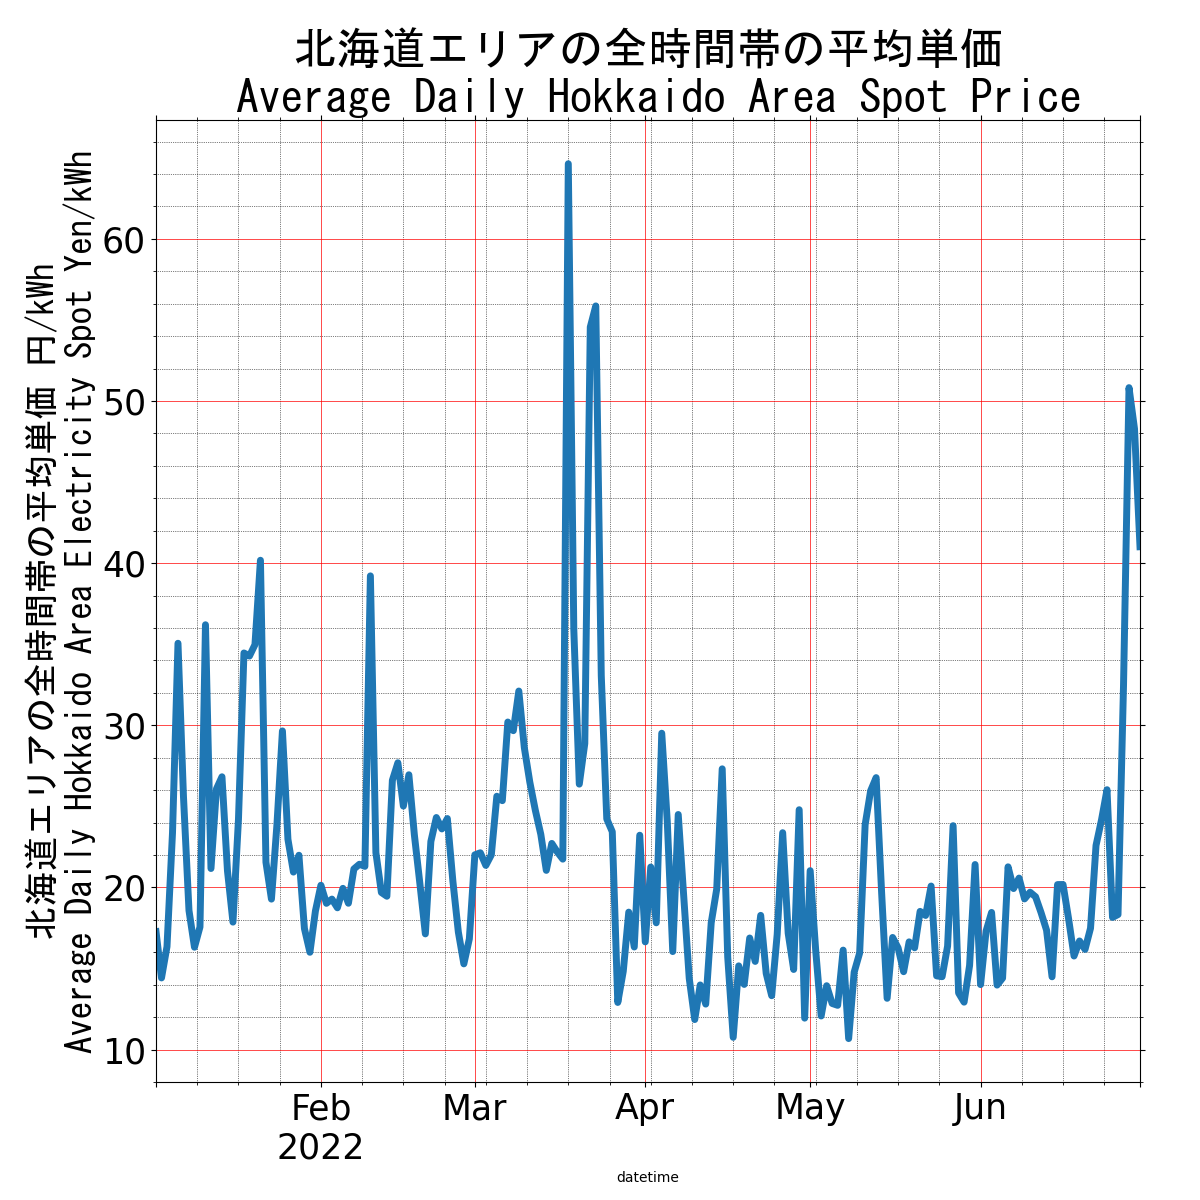 北海道エリアの全時間帯の平均単価
Average Daily Hokkaido Area Spot Price
北海道エリアの全時間帯の平均単価 円/kWh
Average Daily Hokkaido Area Electricity Spot Yen/kWh
60
50
40
30
20
10
Feb
2022
Mar
Apr
May
Jun
datetime